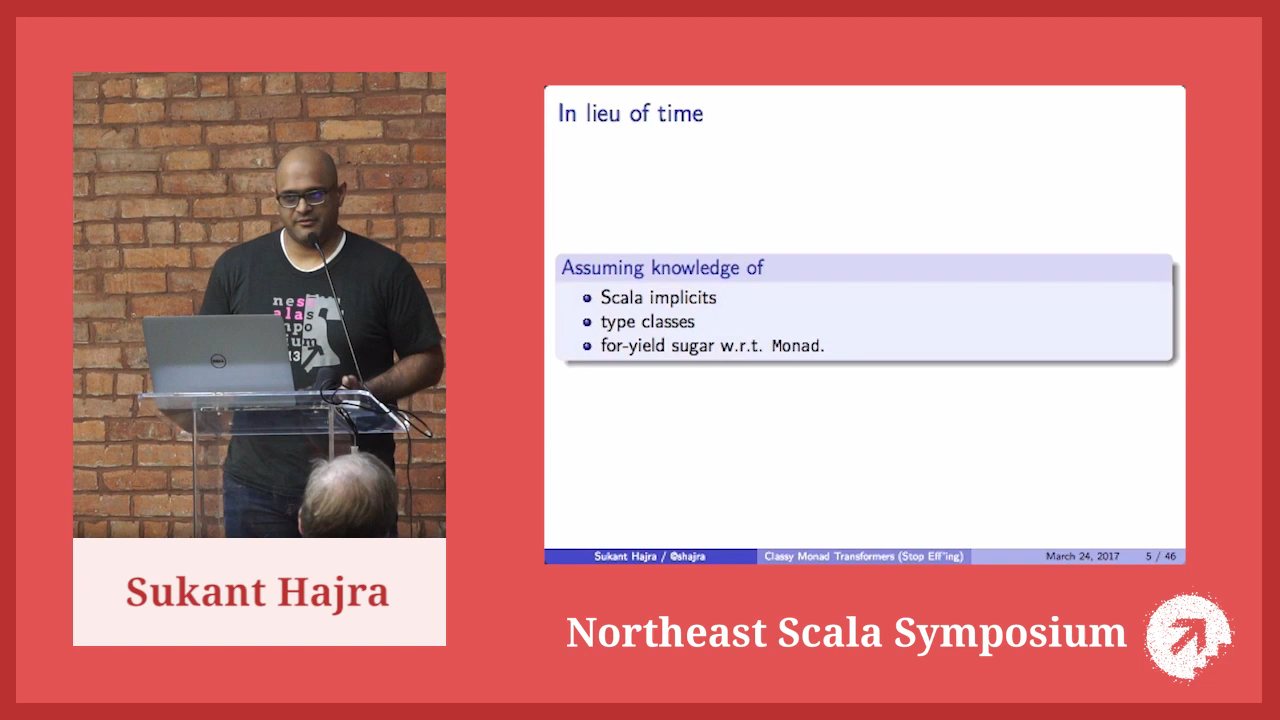 In lieu of time
Assuming knowledge of
Scala implicits
type classes
for-yield sugar w.r.t. Monad.
Sukant Hajra / @shajra
Classy Monad Transformers (Stop Eff'ing)
March 24, 2017
5 / 46
DELL
Sukant Hajra
Northeast Scala Symposium